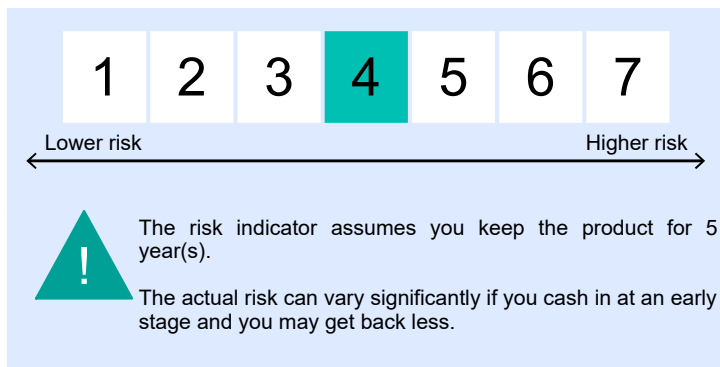 1 2 3 4 5 6 7
Lower risk Higher risk
!
The risk indicator assumes you keep the product for 5
year(s).
The actual risk can vary significantly if you cash in at an early
stage and you may get back less.